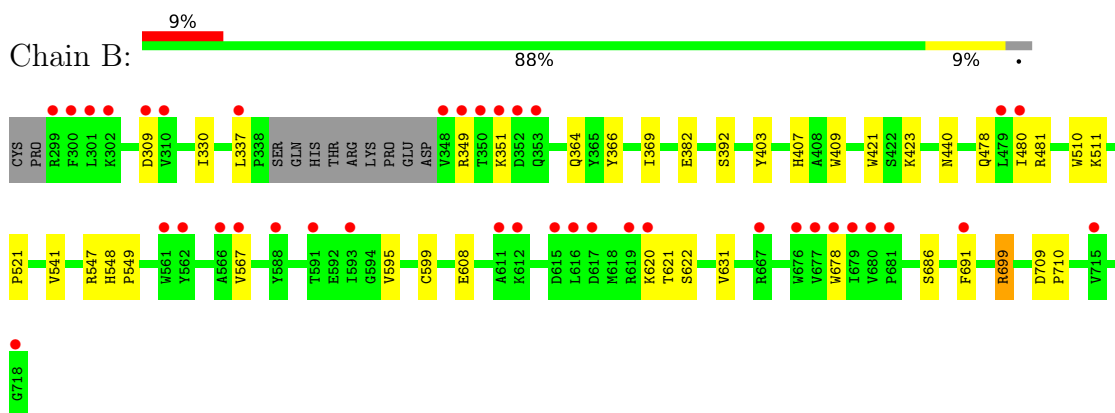 9%
Chain B:
88% 9% •
CYS PRO R299 F300 L301 K302 D309 V310 I330 L337 P338 SER GLN HIS THR ARG LYS PRO GLU ASP V348 R349 T350 K351 D352 Q353 Q364 Y365 Y366 I369 E382 S392 Y403 H407 A408 W409 W421 S422 K423 N440 Q478 L479 I480 R481 W510 K511
P521 V541 R547 H548 P549 W561 Y562 A566 V567 Y588 T591 E592 I593 G594 V595 C599 E608 A611 K612 D615 L616 D617 M618 R619 K620 T621 S622 V631 R667 W676 V677 W678 I679 V680 P681 S686 F691 R699 D709 P710 V715
G718